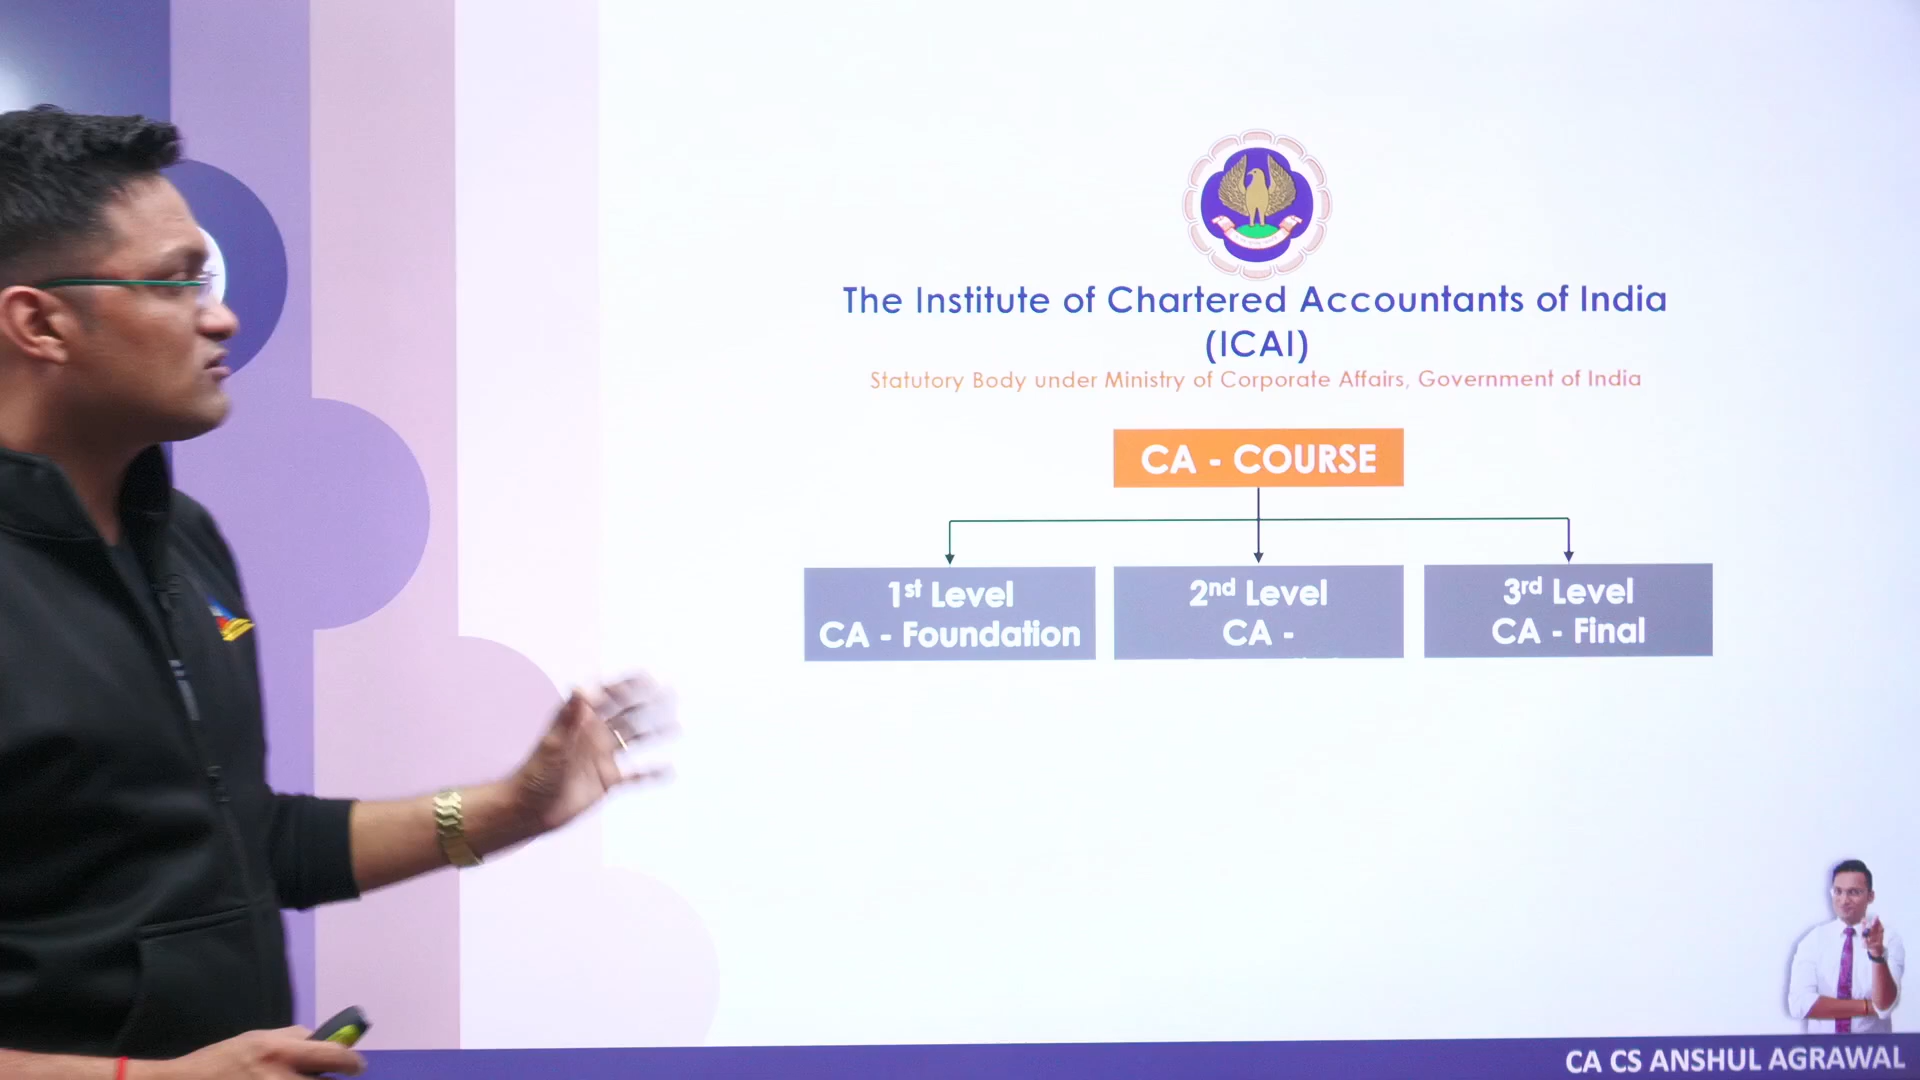 The Institute of Chartered Accountants of India
(ICAI)
Statutory Body under Ministry of Corporate Affairs, Government of India
CA - COURSE
1st Level
CA - Foundation
2nd Level
CA -
3rd Level
CA - Final
CA CS ANSHUL AGRAWAL